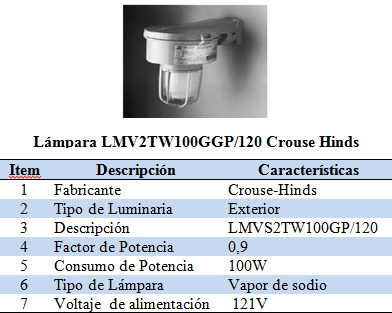 Lámpara LMV2TW100GGP/120 Crouse Hinds
Item Descripción Características
1 Fabricante Crouse-Hinds
2 Tipo de Luminaria Exterior
3 Descripción LMVS2TW100GP/120
4 Factor de Potencia 0,9
5 Consumo de Potencia 100W
6 Tipo de Lámpara Vapor de sodio
7 Voltaje de alimentación 121V